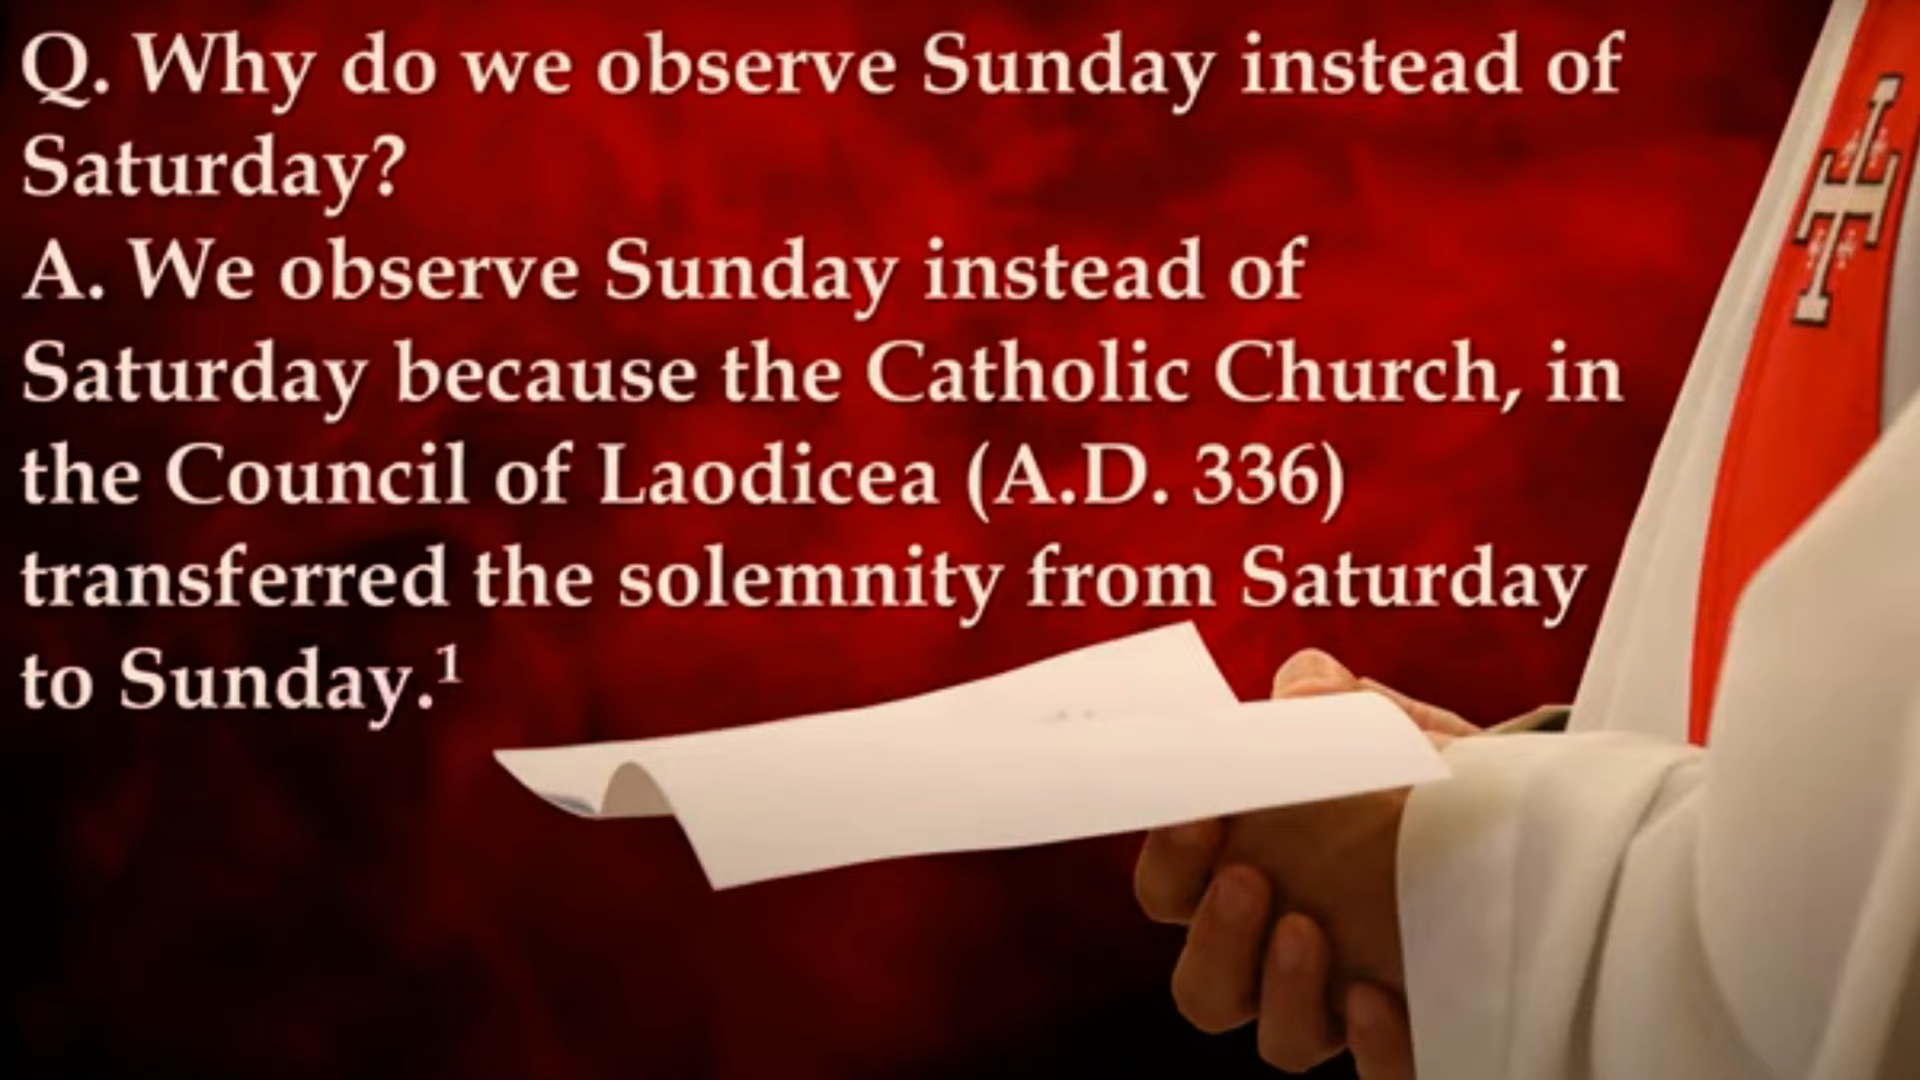 Q. Why do we observe Sunday instead of
Saturday?
A. We observe Sunday instead of
Saturday because the Catholic Church, in
the Council of Laodicea (A.D. 336)
transferred the solemnity from Saturday
to Sunday.¹